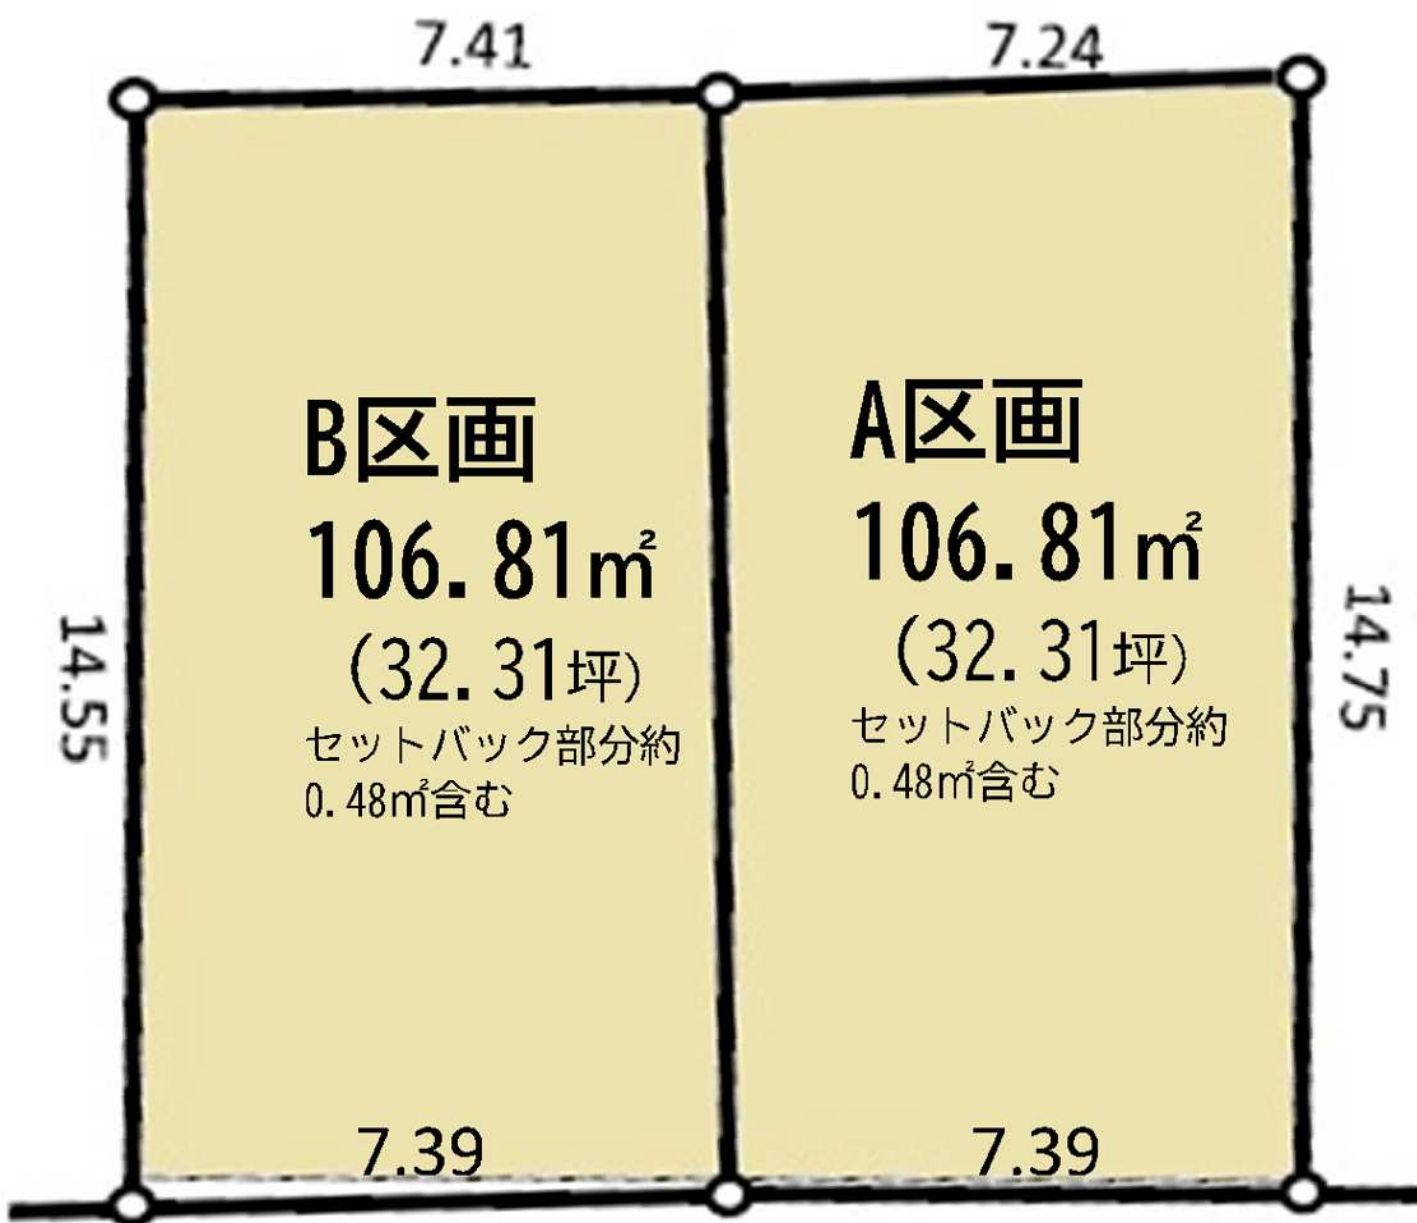 7.41
7.24
B区画
106.81㎡
(32.31坪)
セットバック部分約
0.48㎡含む
A区画
106.81㎡
(32.31坪)
セットバック部分約
0.48㎡含む
14.55
14.75
7.39
7.39